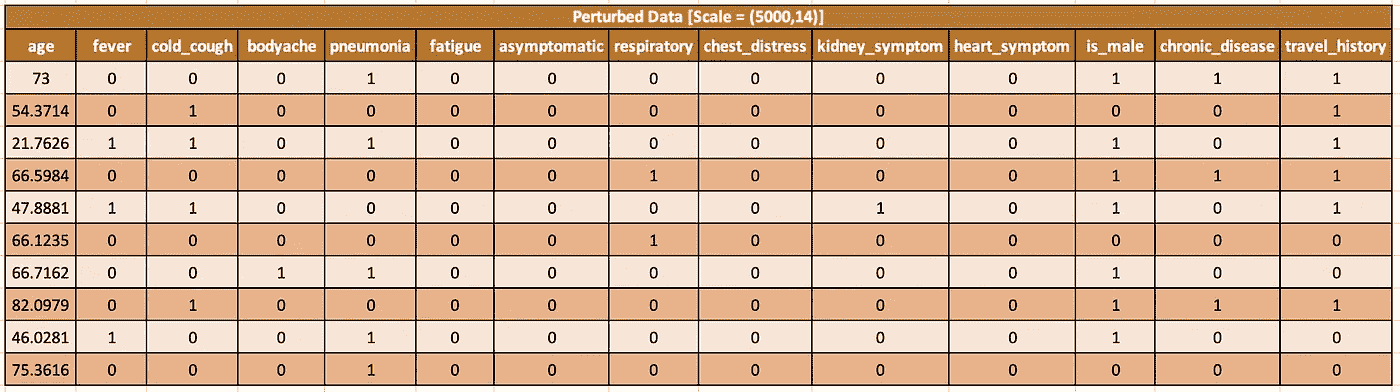 Perturbed Data [Scale = (5000,14)]
age fever cold_cough bodyache pneumonia fatigue asymptomatic respiratory chest_distress kidney_symptom heart_symptom is_male chronic_disease travel_history
73 0 0 0 1 0 0 0 0 0 0 1 1 1
54.3714 0 1 0 0 0 0 0 0 0 0 0 0 1
21.7626 1 1 0 1 0 0 0 0 0 0 1 0 1
66.5984 0 0 0 0 0 0 1 0 0 0 1 1 1
47.8881 1 1 0 0 0 0 0 0 1 0 1 0 1
66.1235 0 0 0 0 0 0 1 0 0 0 0 0 0
66.7162 0 0 1 1 0 0 0 0 0 0 1 0 0
82.0979 0 1 0 0 0 0 0 0 0 0 1 1 1
46.0281 1 0 0 1 0 0 0 0 0 0 1 0 0
75.3616 0 0 0 1 0 0 0 0 0 0 0 0 0